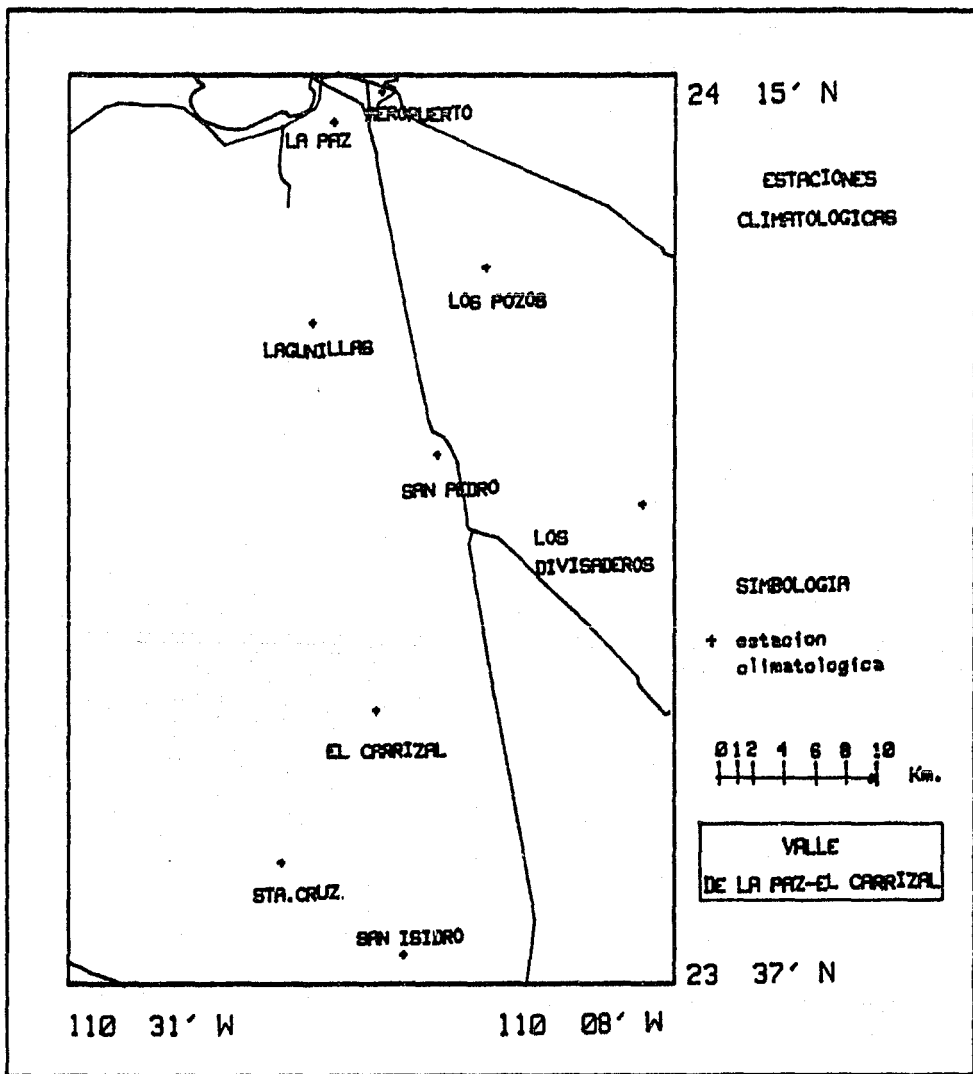 24 15' N
AEROPUERTO
LA PAZ
ESTACIONES
CLIMATOLOGICAS
LOS POZOS
LAGUNILLAS
SAN PEDRO
LOS
DIVISADEROS
SIMBOLOGIA
+ estacion
climatologica
EL CARRIZAL
0 1 2 4 6 8 10
Km.
VALLE
DE LA PAZ-EL CARRIZAL
STA.CRUZ.
SAN ISIDRO
23 37' N
110 31' W
110 08' W